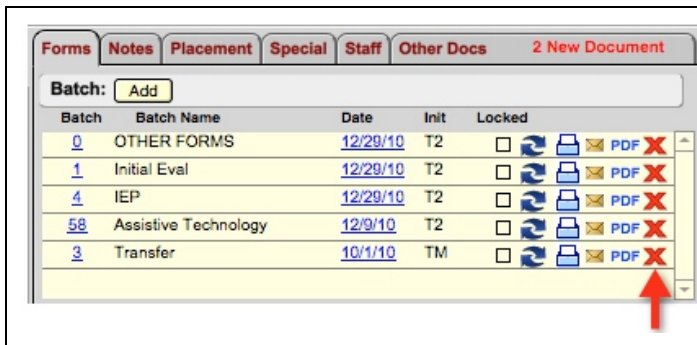 Forms Notes Placement Special Staff Other Docs 2 New Document
Batch: Add
Batch Batch Name Date Init Locked
0 OTHER FORMS 12/29/10 T2 PDF
1 Initial Eval 12/29/10 T2 PDF
4 IEP 12/29/10 T2 PDF
58 Assistive Technology 12/9/10 T2 PDF
3 Transfer 10/1/10 TM PDF